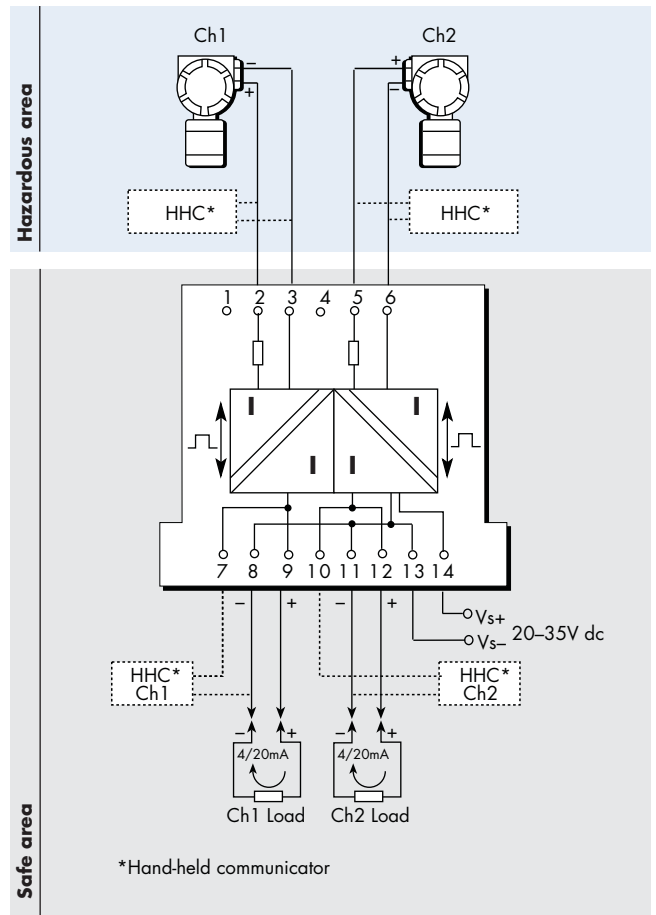 Hazardous area
Ch1
Ch2
–
+
+
–
HHC*
HHC*
Safe area
1 2 3 4 5 6
7 8 9 10 11 12 13 14
–
+
–
+
Vs+
Vs–
20–35V dc
HHC*
Ch1
HHC*
Ch2
–
+
–
+
4/20mA
4/20mA
Ch1 Load
Ch2 Load
*Hand-held communicator